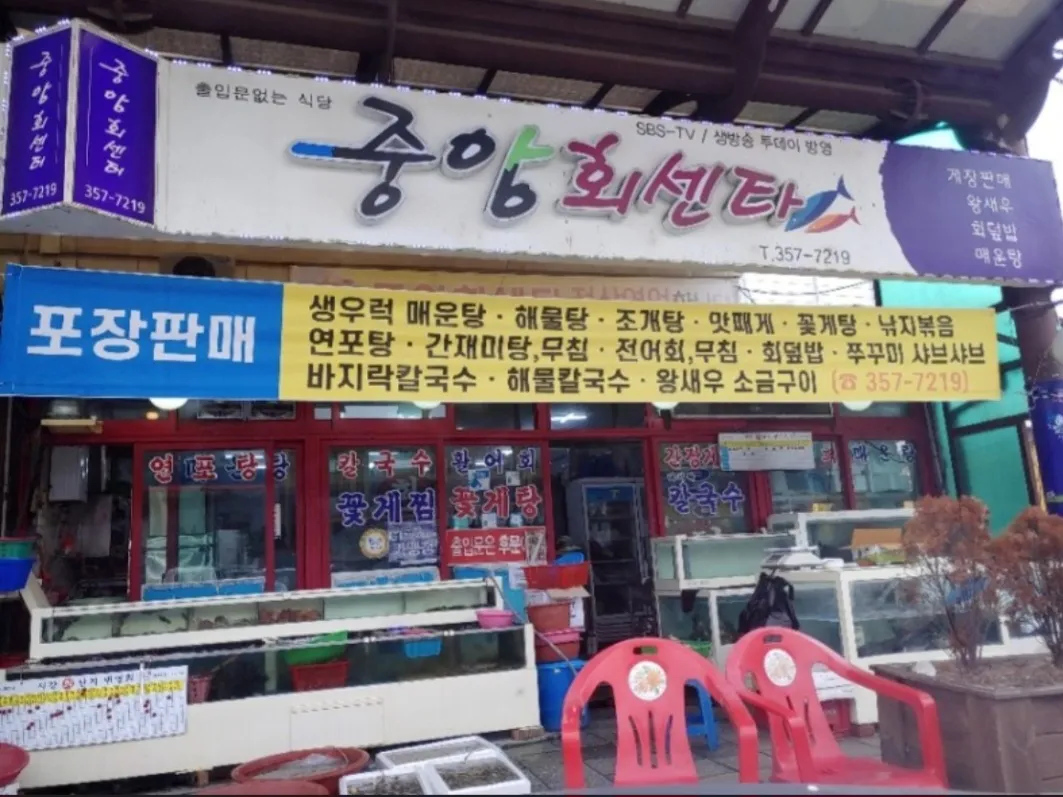 중앙회센터
357-7219
중앙회센터
357-7219
출입문없는 식당
SBS-TV / 생방송 투데이 방영
중앙회센타
T.357-7219
게장판매
왕새우
회덮밥
매운탕
포장판매
생우럭 매운탕 · 해물탕 · 조개탕 · 맛패게 · 꽃게탕 · 낚지볶음
연포탕 · 간재미탕,무침 · 전어회,무침 · 회덮밥 · 쭈꾸미 샤브샤브
바지락칼국수 · 해물칼국수 · 왕새우 소금구이 (☎ 357-7219)
연포탕
칼국수
꽃게찜
활어회
꽃게탕
출입문은 후문
간장게
칼국수
매운탕